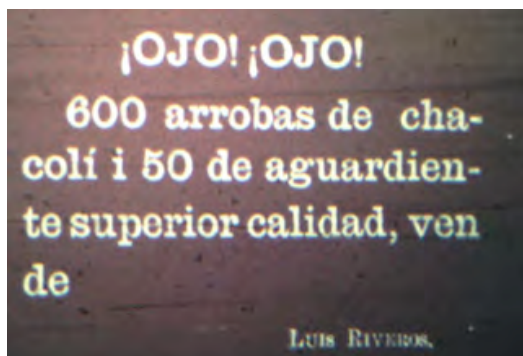 ¡OJO! ¡OJO!
600 arrobas de cha-
colí i 50 de aguardien-
te superior calidad, ven
de
LUIS RIVEROS.